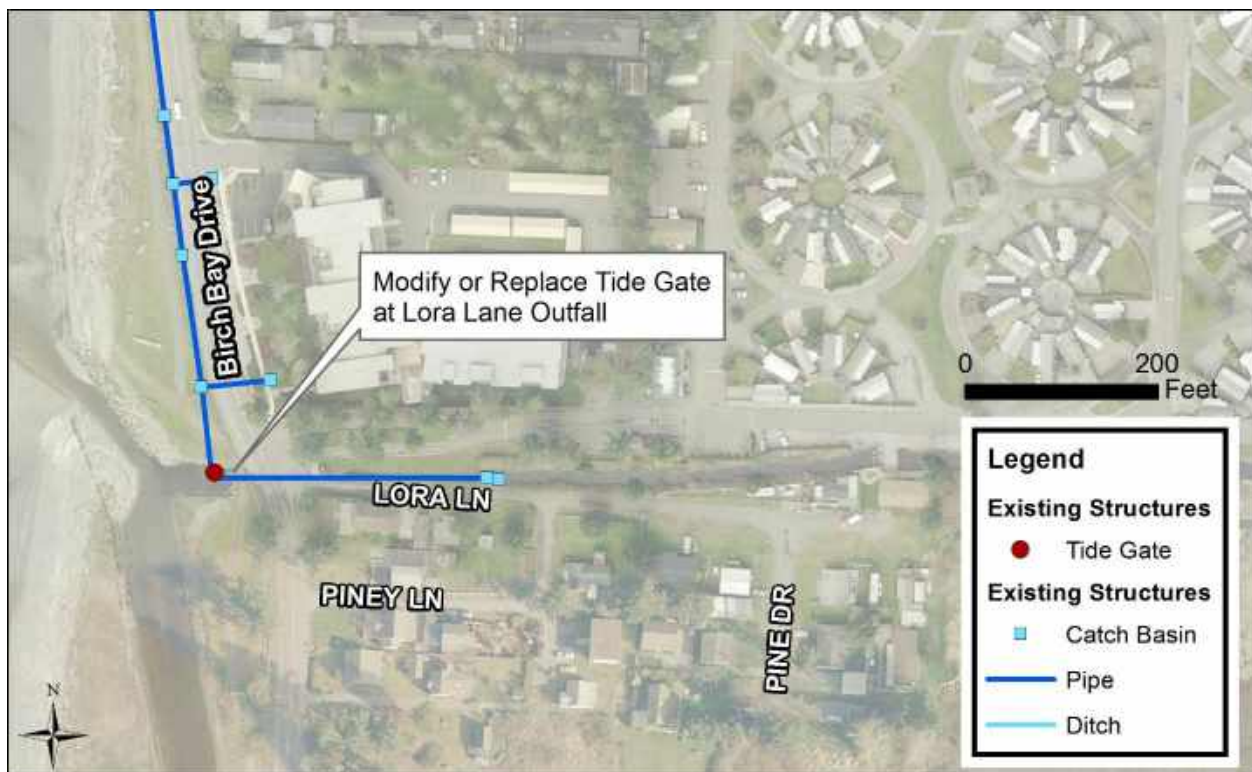 Birch Bay Drive
Modify or Replace Tide Gate
at Lora Lane Outfall
0 200
Feet
LORA LN
PINEY LN
PINE DR
N
Legend
Existing Structures
Tide Gate
Existing Structures
Catch Basin
Pipe
Ditch